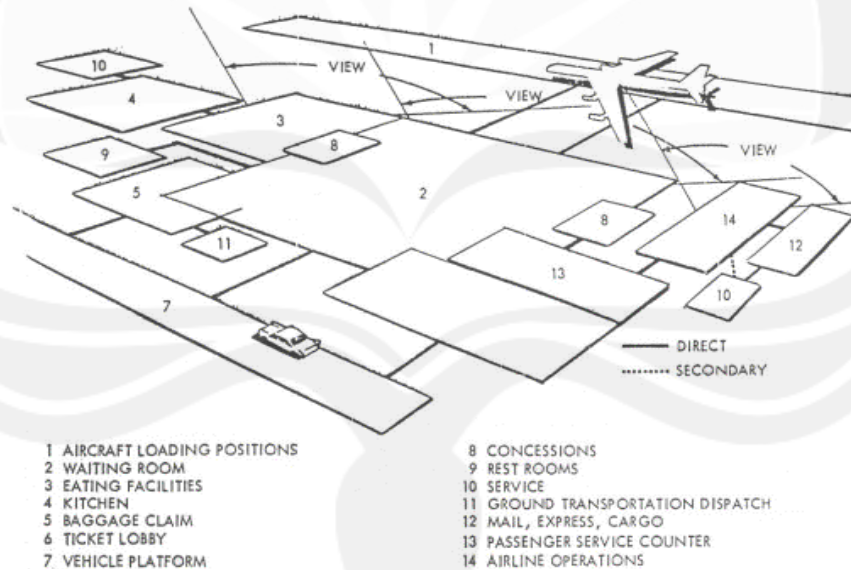 1
10
VIEW
4
VIEW
3
8
9
VIEW
5
2
8
14
11
12
13
10
7
DIRECT
SECONDARY
1 AIRCRAFT LOADING POSITIONS
2 WAITING ROOM
3 EATING FACILITIES
4 KITCHEN
5 BAGGAGE CLAIM
6 TICKET LOBBY
7 VEHICLE PLATFORM
8 CONCESSIONS
9 REST ROOMS
10 SERVICE
11 GROUND TRANSPORTATION DISPATCH
12 MAIL, EXPRESS, CARGO
13 PASSENGER SERVICE COUNTER
14 AIRLINE OPERATIONS